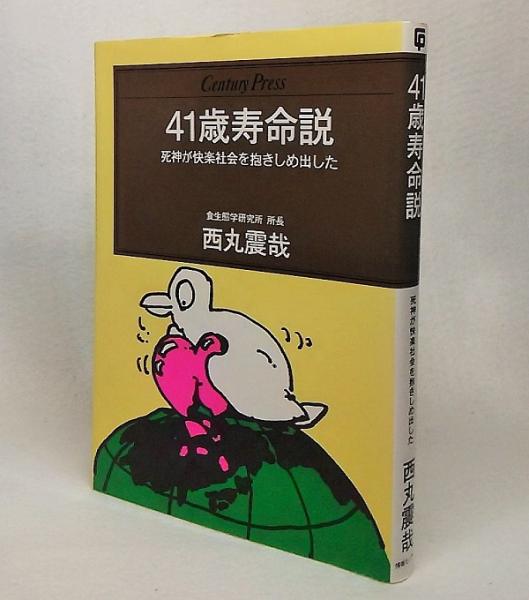 Century Press
41歳寿命説
死神が快楽社会を抱きしめ出した
食生態学研究所 所長
西丸震哉
41歳寿命説
死神が快楽社会を抱きしめ出した
西丸震哉